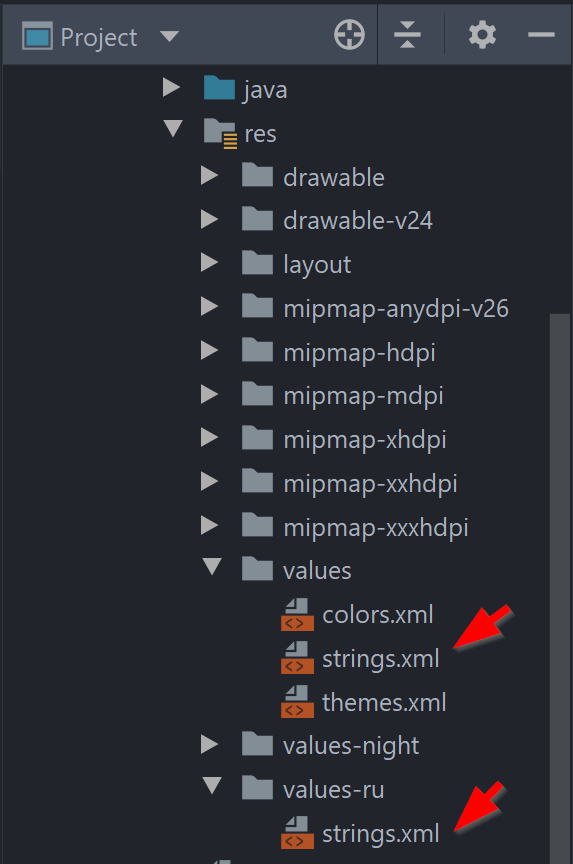 Project
java
res
drawable
drawable-v24
layout
mipmap-anydpi-v26
mipmap-hdpi
mipmap-mdpi
mipmap-xhdpi
mipmap-xxhdpi
mipmap-xxxhdpi
values
colors.xml
strings.xml
themes.xml
values-night
values-ru
strings.xml